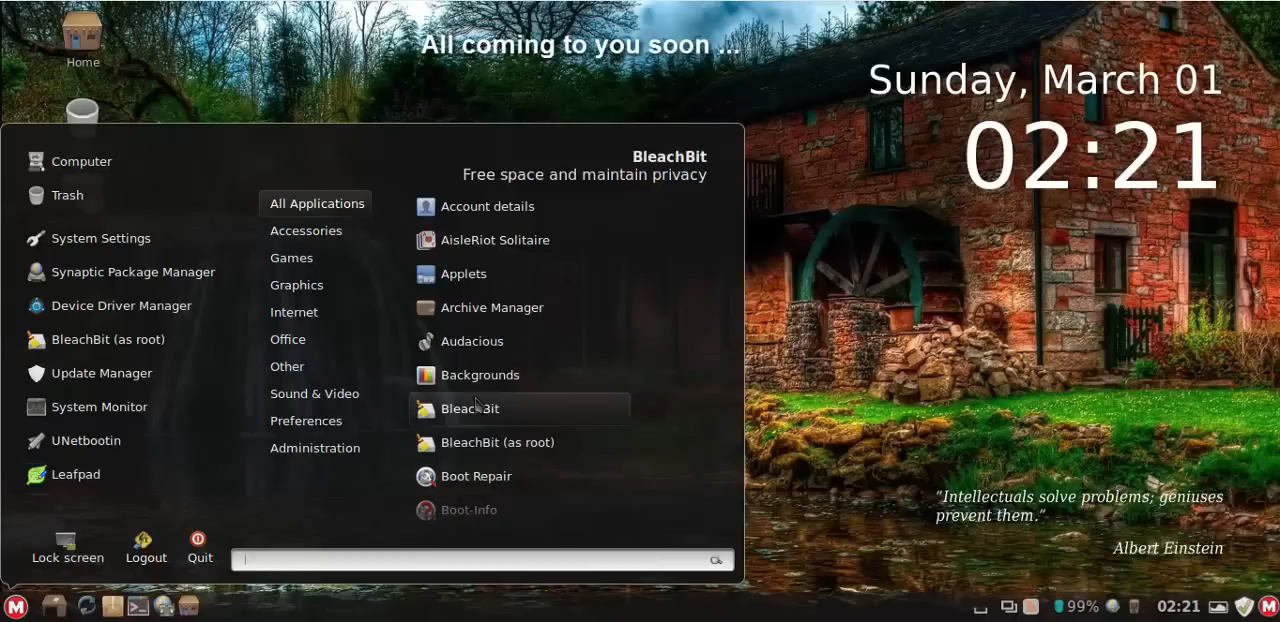 All coming to you soon ...
Home
Sunday, March 01
02:21
Computer
Trash
System Settings
Synaptic Package Manager
Device Driver Manager
BleachBit (as root)
Update Manager
System Monitor
UNetbootin
Leafpad
All Applications
Accessories
Games
Graphics
Internet
Office
Other
Sound & Video
Preferences
Administration
BleachBit
Free space and maintain privacy
Account details
AisleRiot Solitaire
Applets
Archive Manager
Audacious
Backgrounds
BleachBit
BleachBit (as root)
Boot Repair
Boot-Info
Lock screen
Logout
Quit
“Intellectuals solve problems; geniuses
prevent them.”
Albert Einstein
M
99%
02:21
M